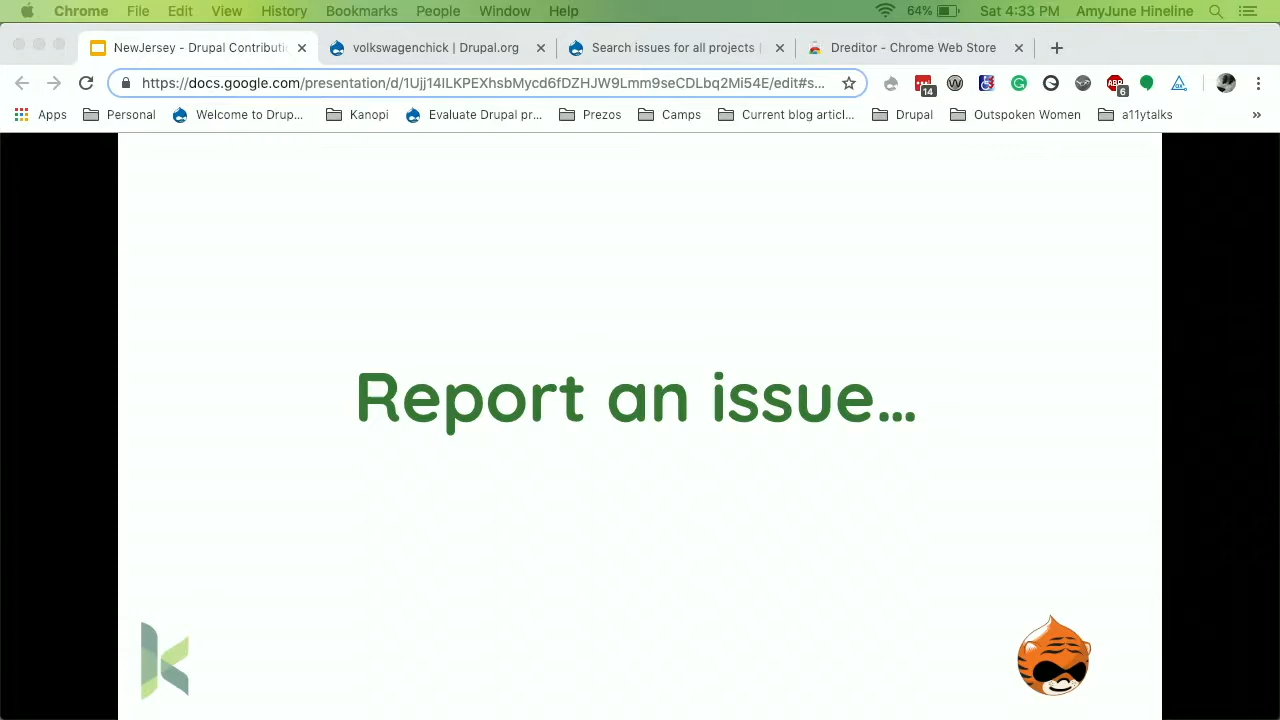 Chrome File Edit View History Bookmarks People Window Help 64% Sat 4:33 PM AmyJune Hineline
NewJersey - Drupal Contributi volkswagenchick | Drupal.org Search issues for all projects | Dreditor - Chrome Web Store
https://docs.google.com/presentation/d/1Ujj14ILKPEXhsbMycd6fDZHJW9Lmm9seCDLbq2Mi54E/edit#s...
14
ABP
6
Apps Personal Welcome to Drup... Kanopi Evaluate Drupal pr... Prezos Camps Current blog articl... Drupal Outspoken Women a11ytalks »
Report an issue...